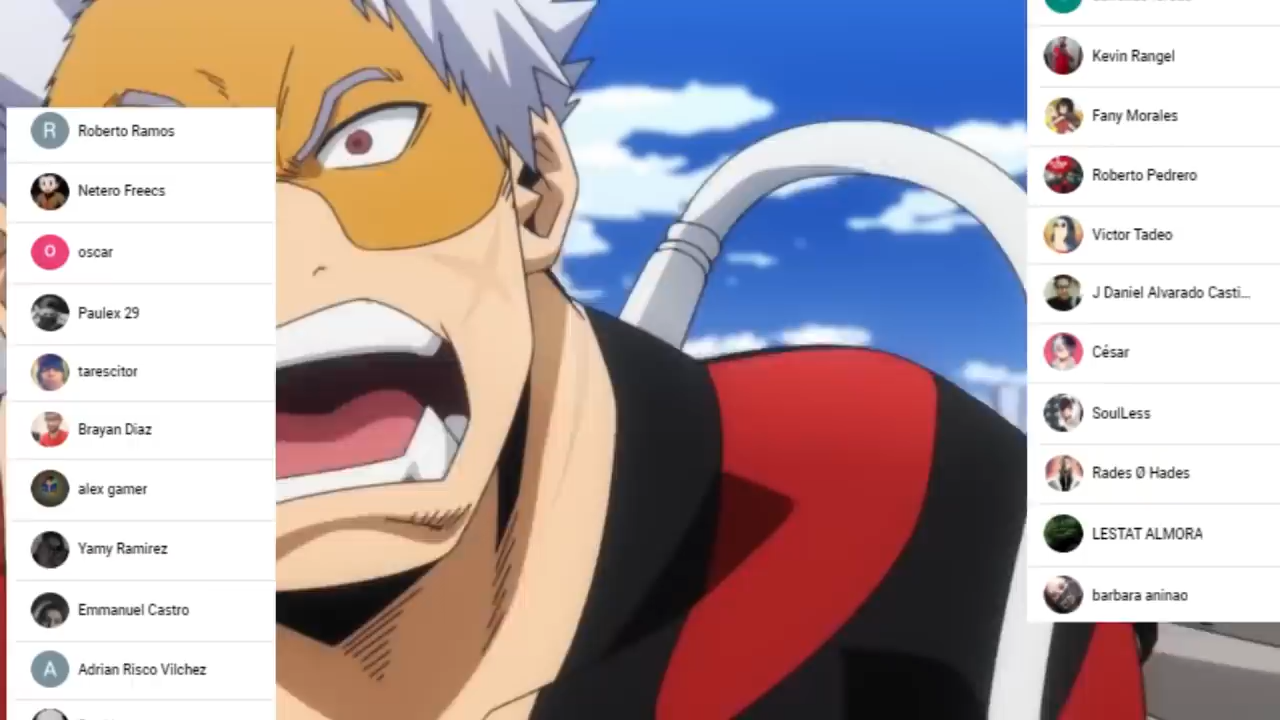 R Roberto Ramos
Netero Freecs
O oscar
Paulex 29
tarescitor
Brayan Diaz
alex gamer
Yamy Ramirez
Emmanuel Castro
A Adrian Risco Vilchez
Kevin Rangel
Fany Morales
Roberto Pedrero
Victor Tadeo
J Daniel Alvarado Casti...
César
SoulLess
Rades Ø Hades
LESTAT ALMORA
barbara aninao